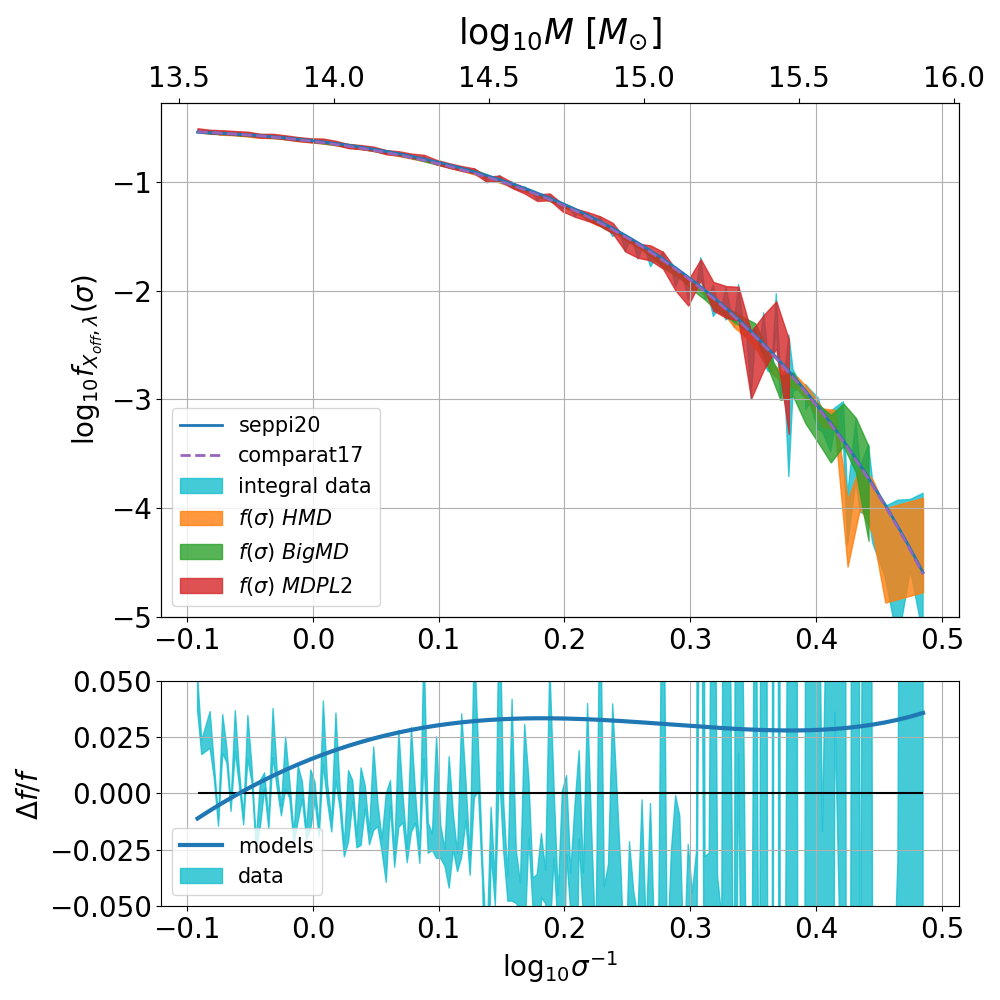 log₁₀M [M⊙]
13.5 14.0 14.5 15.0 15.5 16.0
log₁₀f_{X_{off},λ}(σ)
−1
−2
−3
−4
−5
seppi20
comparat17
integral data
f(σ) HMD
f(σ) BigMD
f(σ) MDPL2
−0.1 0.0 0.1 0.2 0.3 0.4 0.5
Δf/f
0.050
0.025
0.000
−0.025
−0.050
models
data
−0.1 0.0 0.1 0.2 0.3 0.4 0.5
log₁₀σ⁻¹